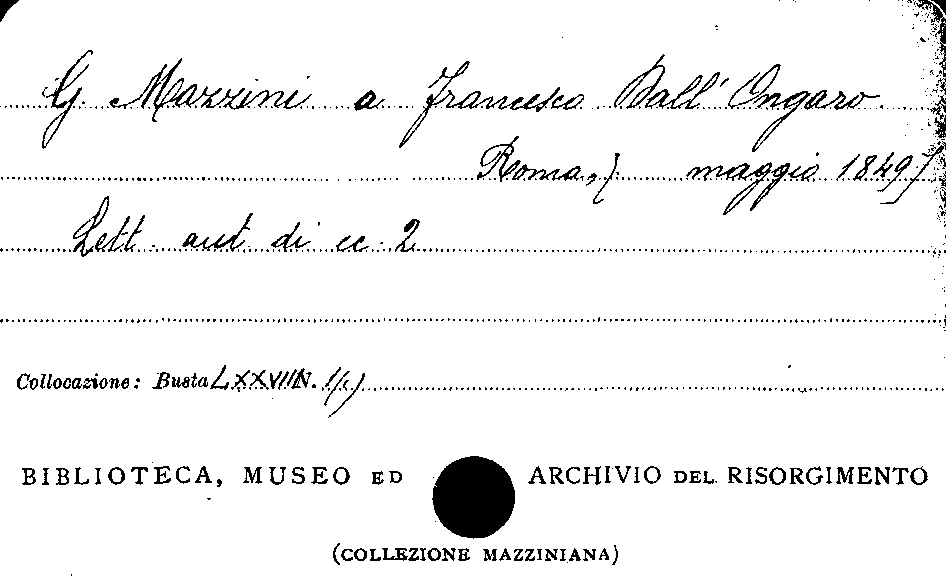 G. Mazzini a Francesco Dall' Ongaro.
Roma, [ maggio 1849]
Lett. aut. di cc. 2
Collocazione: Busta LXXVIII N. 1/(c)
BIBLIOTECA, MUSEO ED ARCHIVIO DEL RISORGIMENTO
(COLLEZIONE MAZZINIANA)